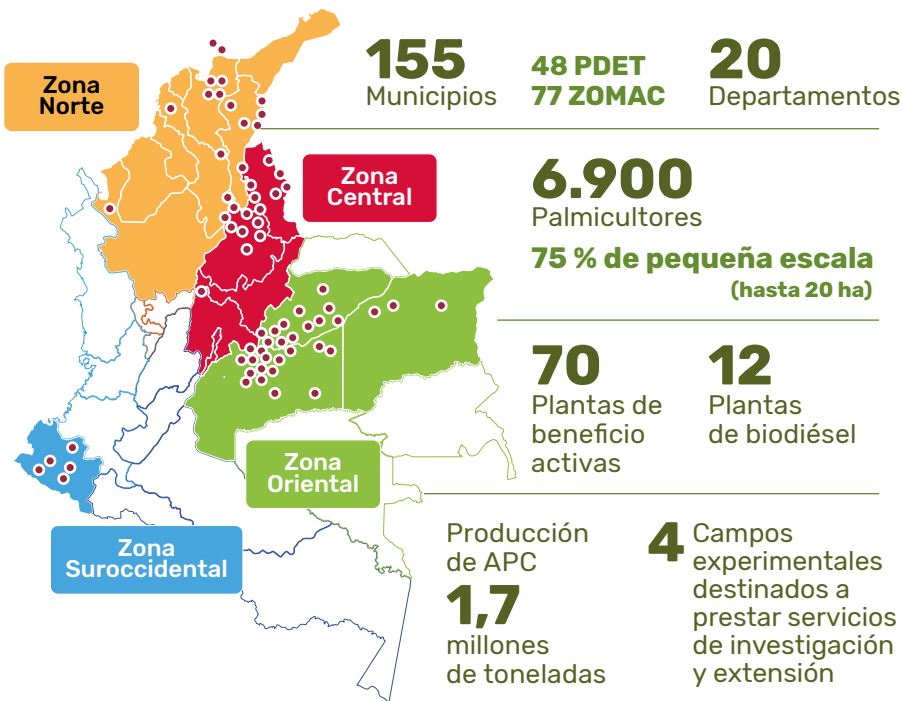 Zona
Norte
155
Municipios
48 PDET
77 ZOMAC
20
Departamentos
Zona
Central
6.900
Palmicultores
75 % de pequeña escala
(hasta 20 ha)
70
Plantas de
beneficio
activas
12
Plantas
de biodiésel
Zona
Oriental
Zona
Suroccidental
Producción
de APC
1,7
millones
de toneladas
4 Campos
experimentales
destinados a
prestar servicios
de investigación
y extensión